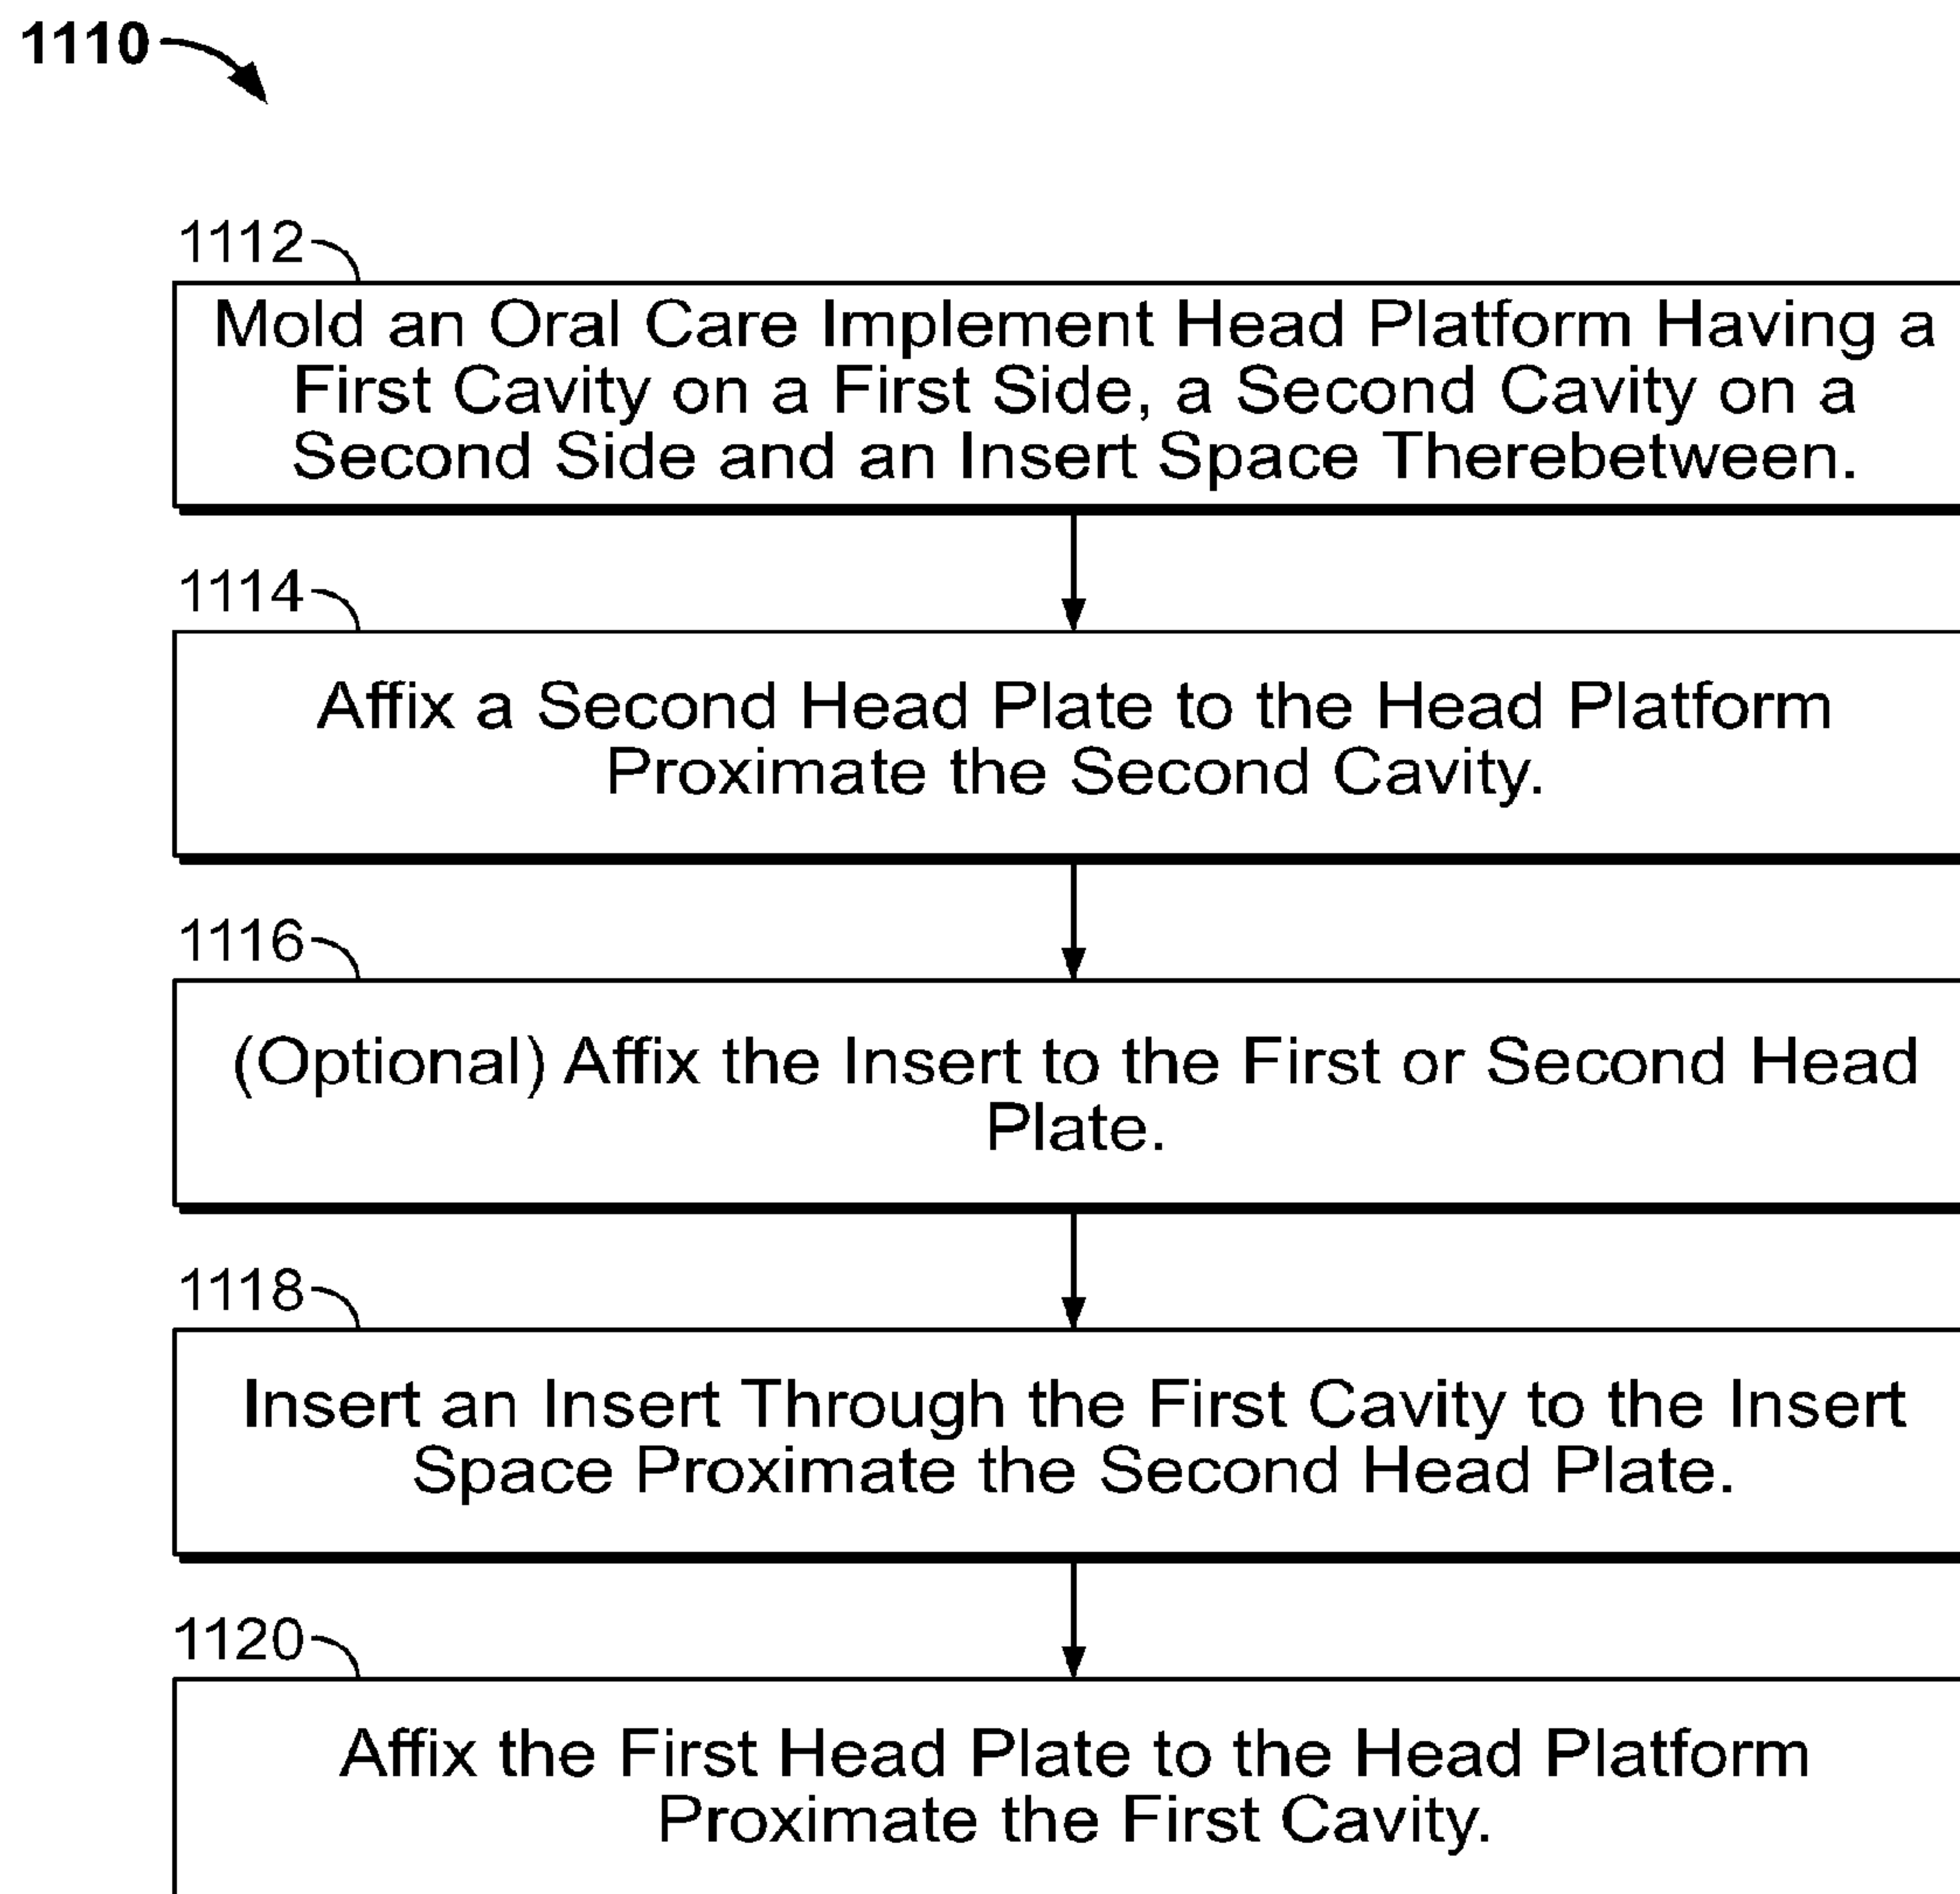 1110
1112
Mold an Oral Care Implement Head Platform Having a
First Cavity on a First Side, a Second Cavity on a
Second Side and an Insert Space Therebetween.
1114
Affix a Second Head Plate to the Head Platform
Proximate the Second Cavity.
1116
(Optional) Affix the Insert to the First or Second Head
Plate.
1118
Insert an Insert Through the First Cavity to the Insert
Space Proximate the Second Head Plate.
1120
Affix the First Head Plate to the Head Platform
Proximate the First Cavity.